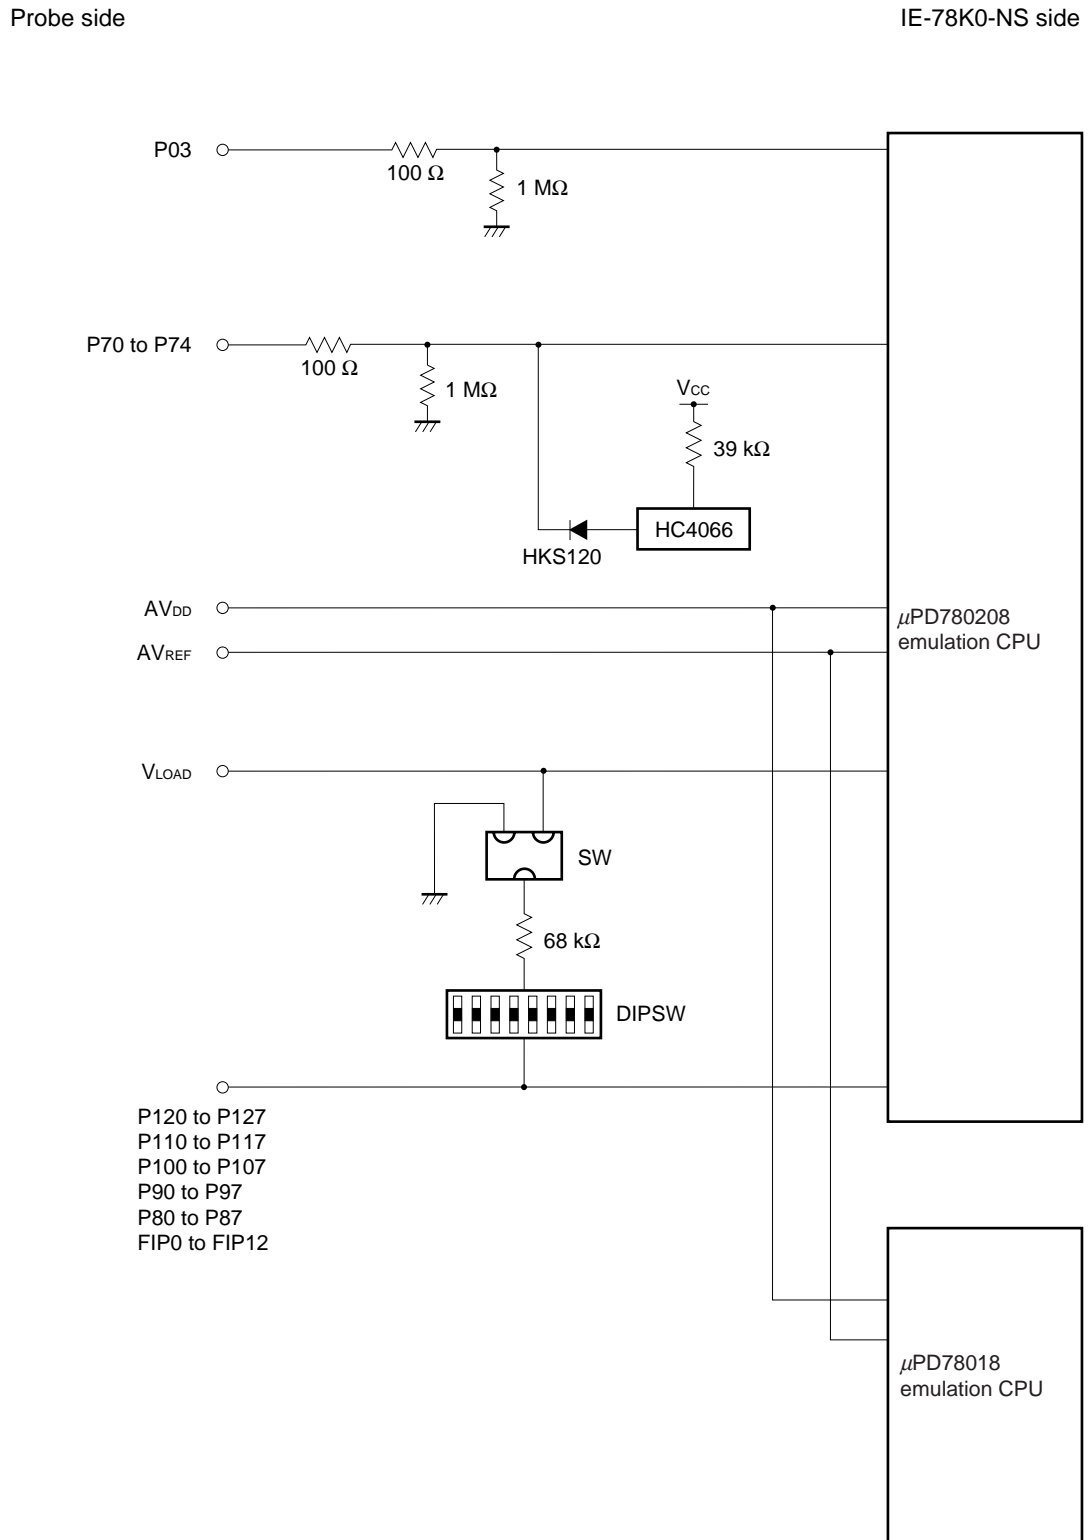 Probe side
IE-78K0-NS side
P03
100 Ω
1 MΩ
P70 to P74
100 Ω
1 MΩ
VCC
39 kΩ
HC4066
HKS120
AVDD
AVREF
μPD780208
emulation CPU
VLOAD
SW
68 kΩ
DIPSW
P120 to P127
P110 to P117
P100 to P107
P90 to P97
P80 to P87
FIP0 to FIP12
μPD78018
emulation CPU